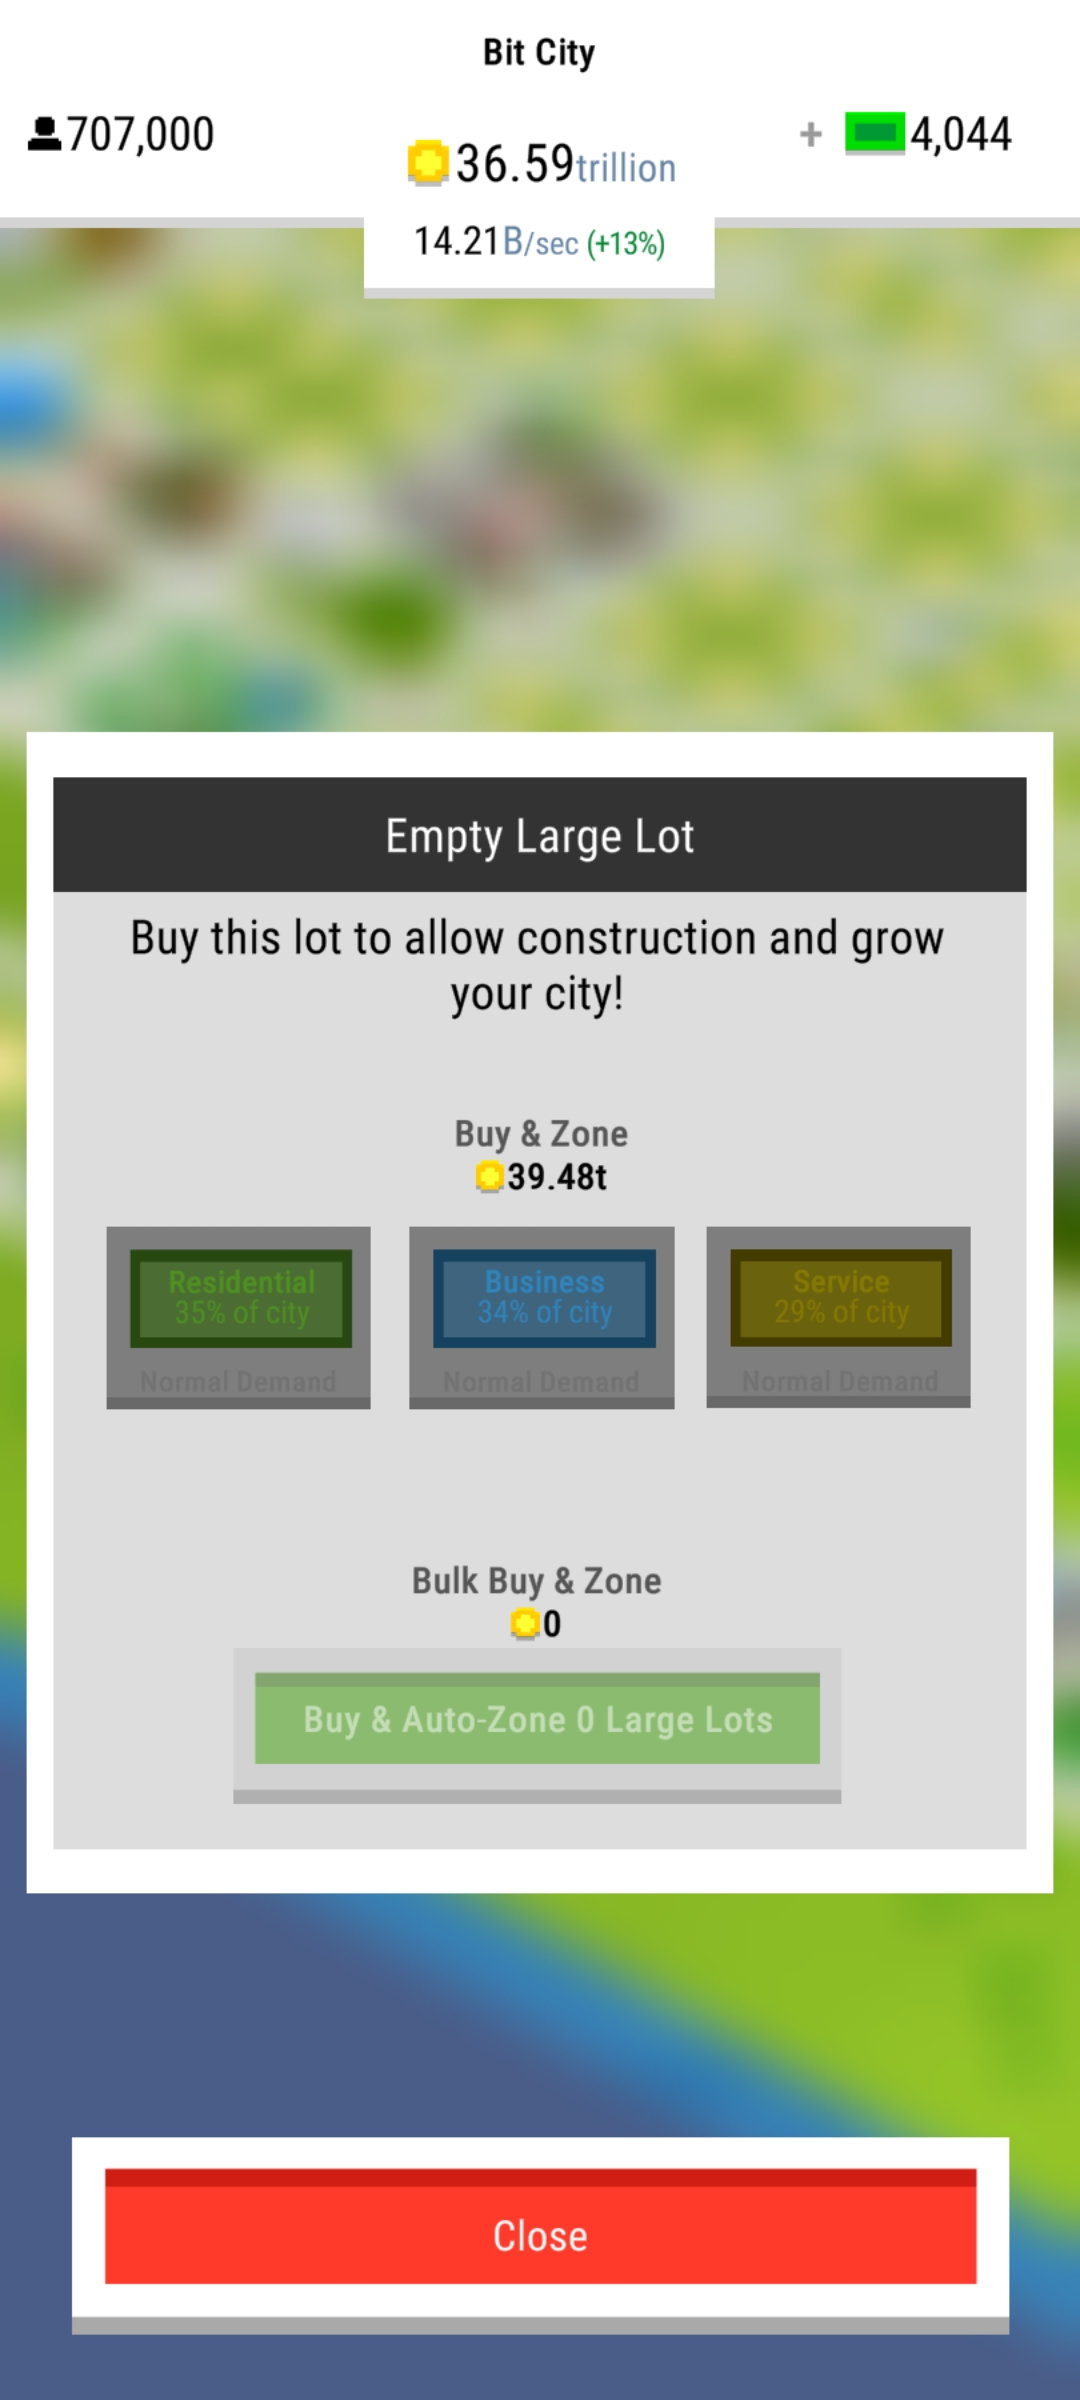 Bit City
707,000
+ 4,044
36.59trillion
14.21B/sec (+13%)
Empty Large Lot
Buy this lot to allow construction and grow
your city!
Buy & Zone
39.48t
Residential
35% of city
Normal Demand
Business
34% of city
Normal Demand
Service
29% of city
Normal Demand
Bulk Buy & Zone
0
Buy & Auto-Zone 0 Large Lots
Close